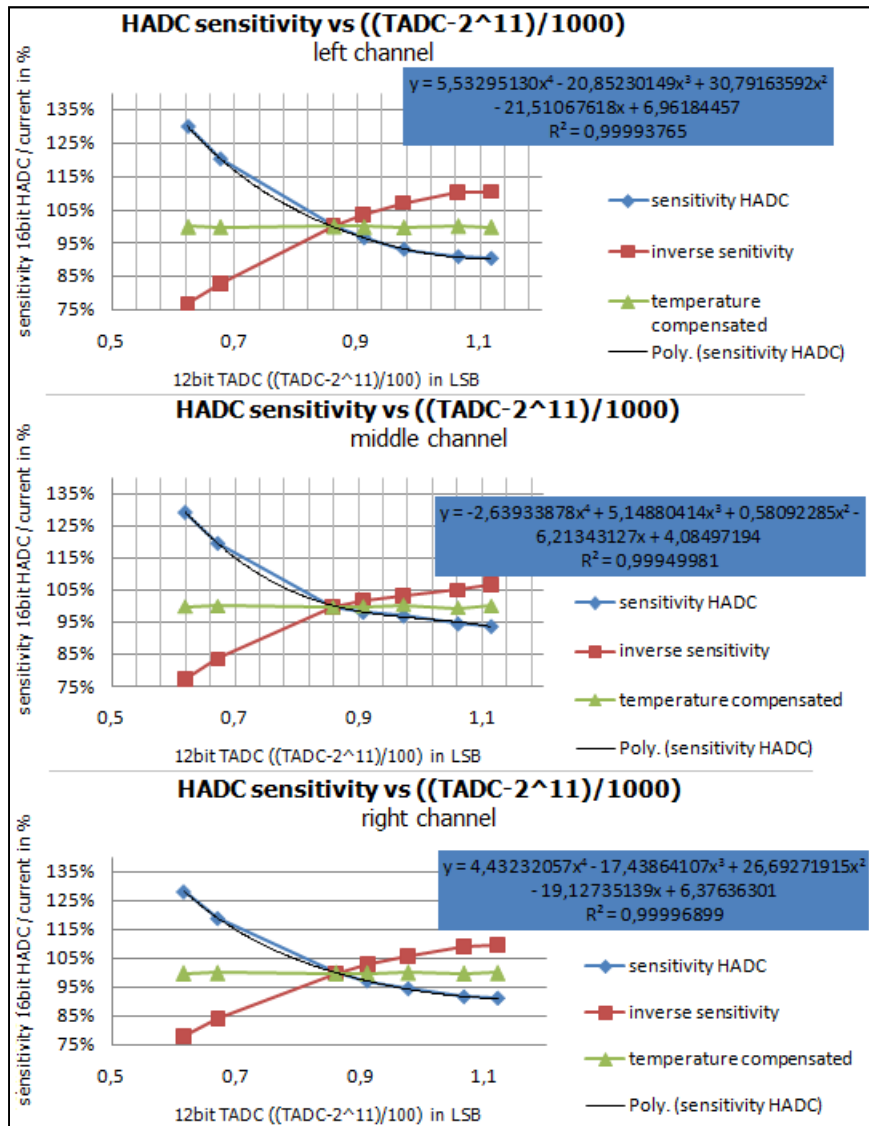 HADC sensitivity vs ((TADC-2^11)/1000)
left channel
y = 5,53295130x⁴ - 20,85230149x³ + 30,79163592x²
- 21,51067618x + 6,96184457
R² = 0,99993765
sensitivity 16bit HADC / current in %
135%
125%
115%
105%
95%
85%
75%
0,5
0,7
0,9
1,1
12bit TADC ((TADC-2^11)/100) in LSB
sensitivity HADC
inverse senitivity
temperature
compensated
Poly. (sensitivity HADC)
HADC sensitivity vs ((TADC-2^11)/1000)
middle channel
y = -2,63933878x⁴ + 5,14880414x³ + 0,58092285x² -
6,21343127x + 4,08497194
R² = 0,99949981
sensitivity 16bit HADC / current in %
135%
125%
115%
105%
95%
85%
75%
0,5
0,7
0,9
1,1
12bit TADC ((TADC-2^11)/100) in LSB
sensitivity HADC
inverse sensitivity
temperature compensated
Poly. (sensitivity HADC)
HADC sensitivity vs ((TADC-2^11)/1000)
right channel
y = 4,43232057x⁴ - 17,43864107x³ + 26,69271915x²
- 19,12735139x + 6,37636301
R² = 0,99996899
sensitivity 16bit HADC / current in %
135%
125%
115%
105%
95%
85%
75%
0,5
0,7
0,9
1,1
12bit TADC ((TADC-2^11)/100) in LSB
sensitivity HADC
inverse sensitivity
temperature compensated
Poly. (sensitivity HADC)